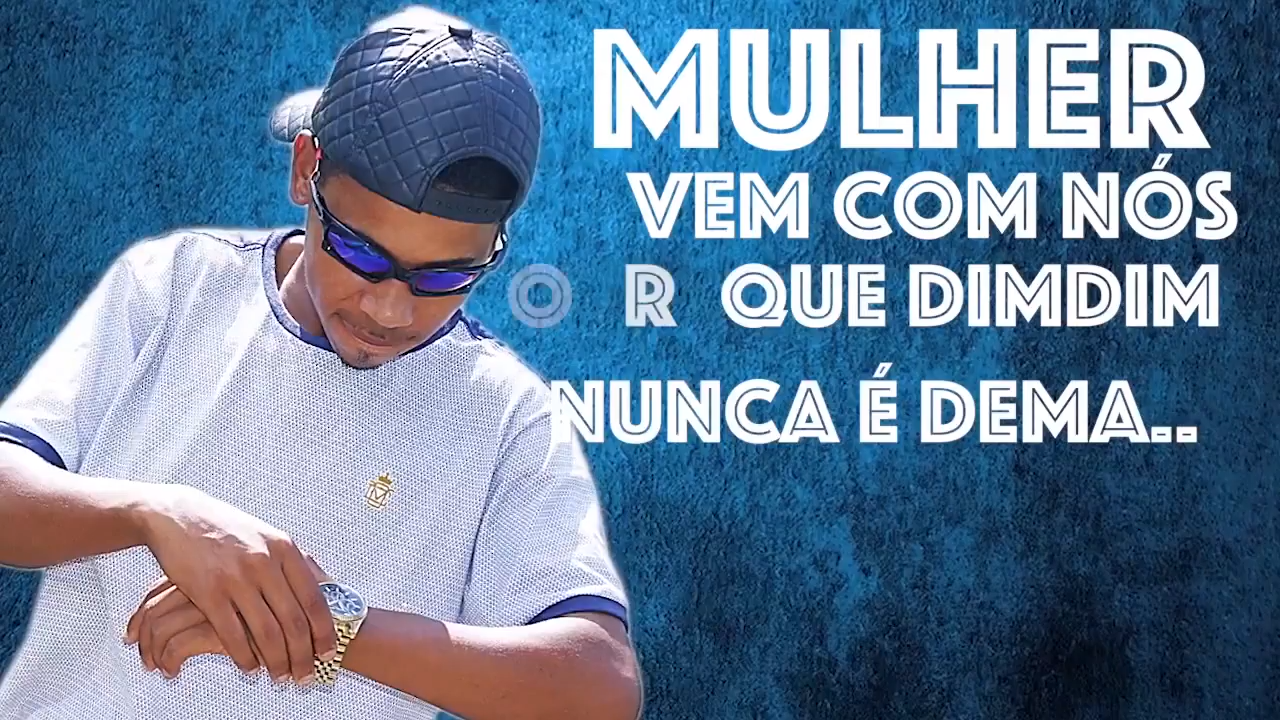 MULHER
VEM COM NÓS
O R QUE DIMDIM
NUNCA É DEMA..